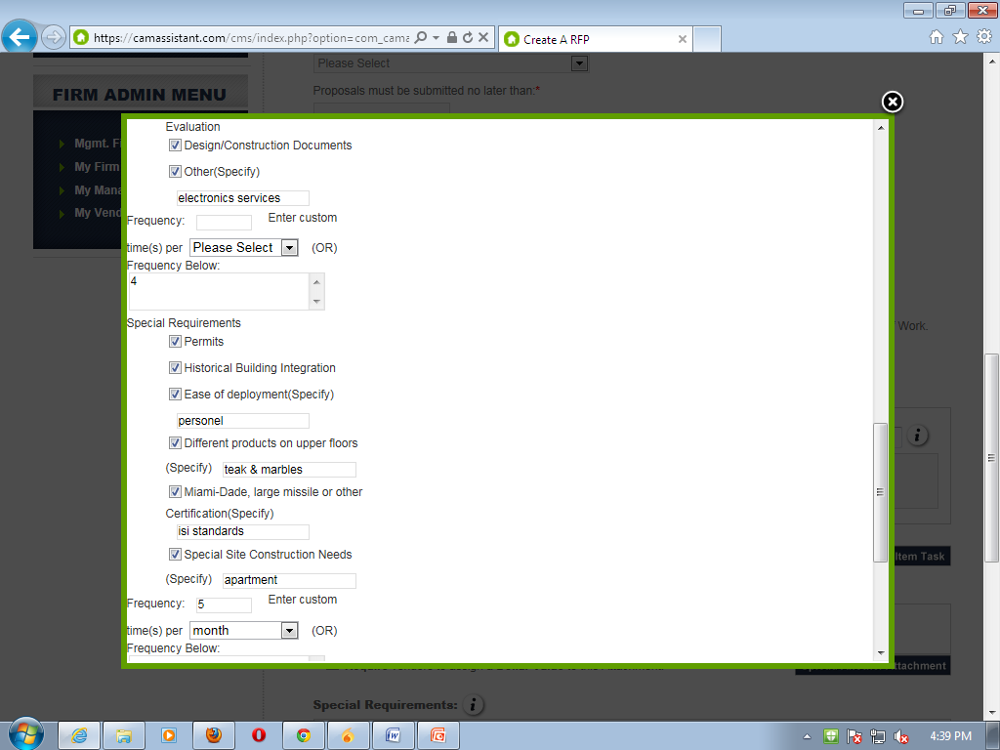 https://camassistant.com/cms/index.php?option=com_cama
Create A RFP
Please Select
FIRM ADMIN MENU
Proposals must be submitted no later than:*
Mgmt. Fi
My Firm
My Mana
My Vend
Evaluation
Design/Construction Documents
Other(Specify)
electronics services
Frequency:
Enter custom
time(s) per Please Select (OR)
Frequency Below:
4
Special Requirements
Work.
Permits
Historical Building Integration
Ease of deployment(Specify)
personel
Different products on upper floors
(Specify) teak & marbles
Miami-Dade, large missile or other
Certification(Specify)
isi standards
Special Site Construction Needs
Item Task
(Specify) apartment
Frequency: 5 Enter custom
time(s) per month (OR)
Frequency Below:
ttachment
Special Requirements:
4:39 PM